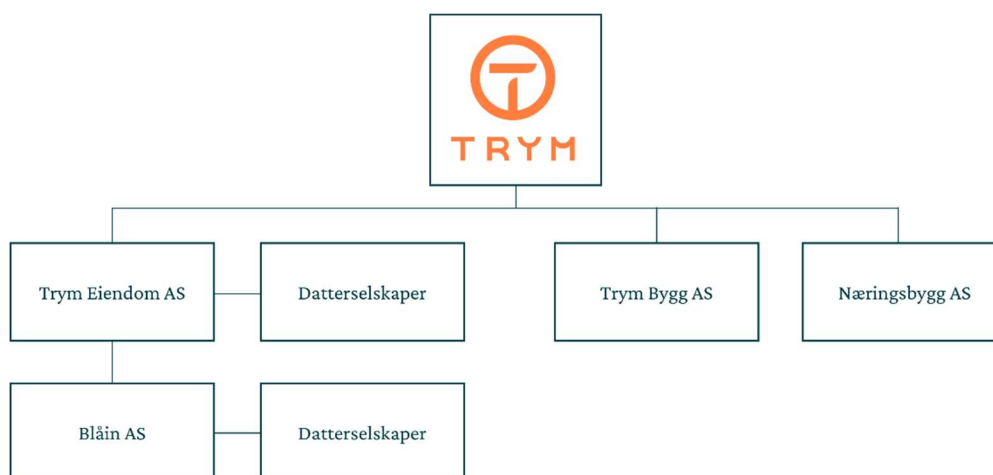 TRYM
Trym Eiendom AS
Datterselskaper
Trym Bygg AS
Næringsbygg AS
Blåin AS
Datterselskaper